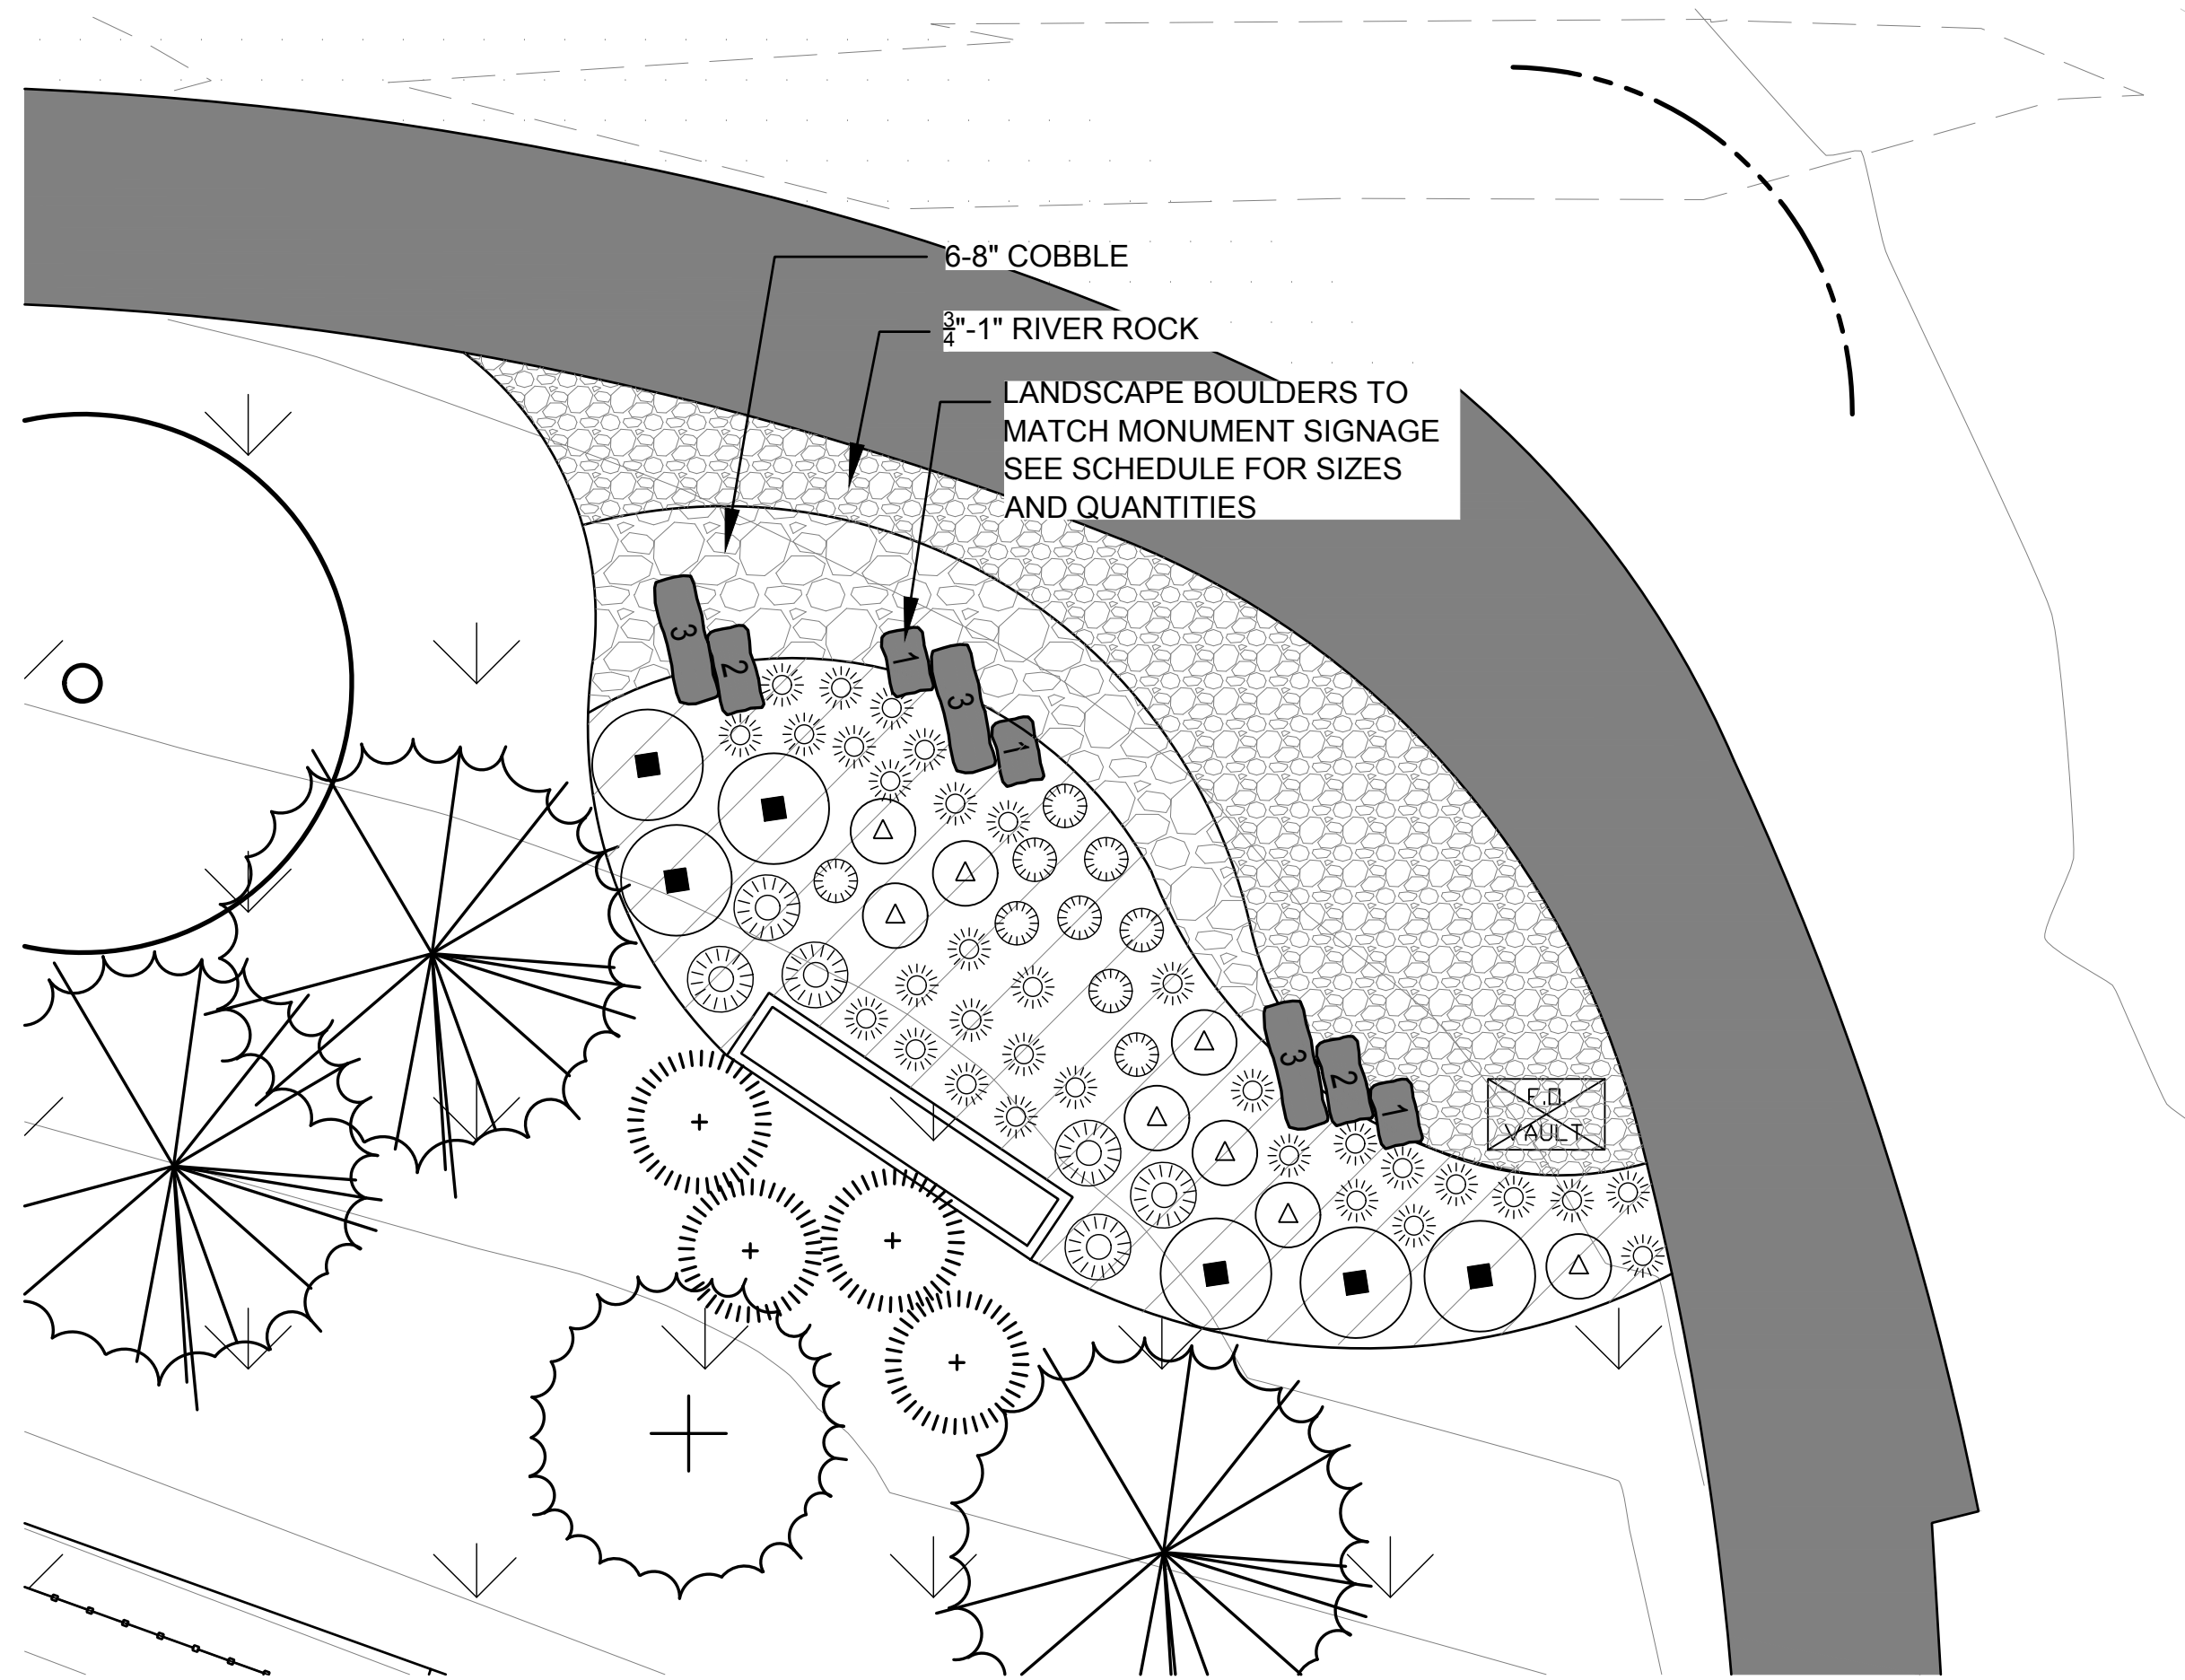 6-8" COBBLE
¾"-1" RIVER ROCK
LANDSCAPE BOULDERS TO
MATCH MONUMENT SIGNAGE
SEE SCHEDULE FOR SIZES
AND QUANTITIES
3
2
1
3
1
3
2
1
F.O.
VAULT